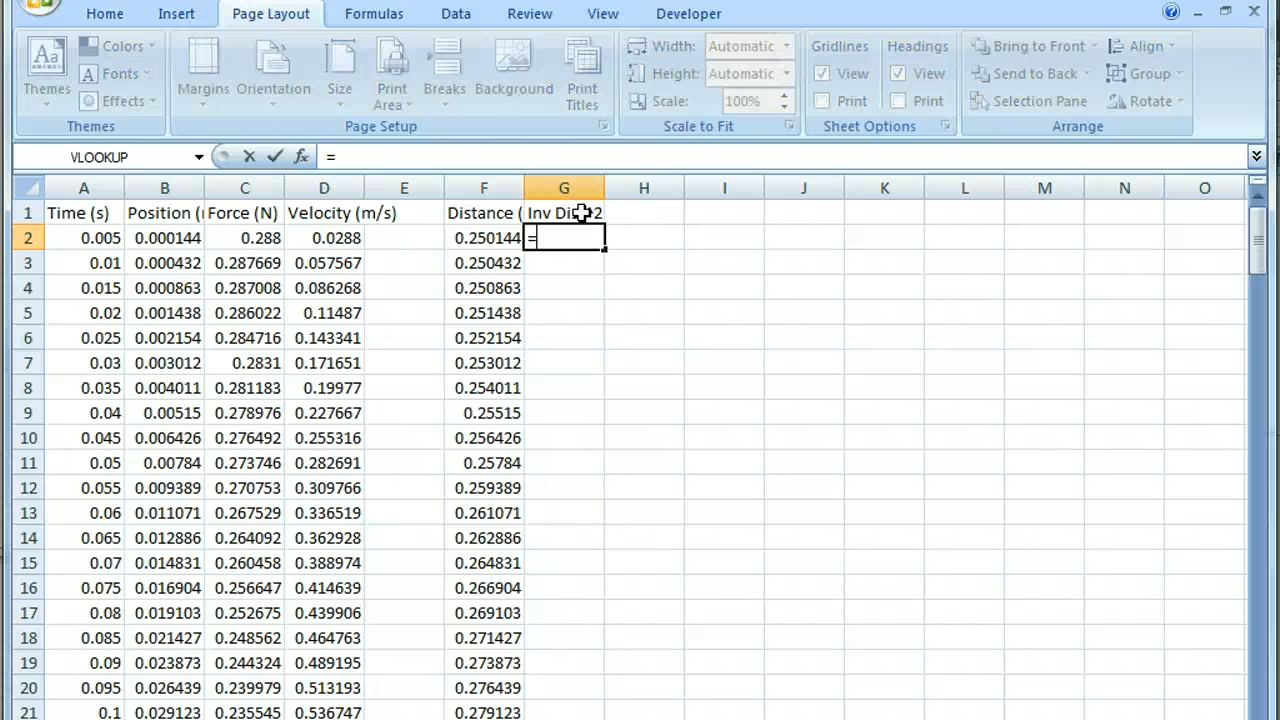 Home Insert Page Layout Formulas Data Review View Developer
Colors Width: Automatic Gridlines Headings Bring to Front Align
Fonts Height: Automatic View View Send to Back Group
Themes Effects Margins Orientation Size Print Area Breaks Background Print Titles Scale: 100% Print Print Selection Pane Rotate
Themes Page Setup Scale to Fit Sheet Options Arrange
VLOOKUP fx =
A B C D E F G H I J K L M N O
1 Time (s) Position ( Force (N) Velocity (m/s) Distance (
2 0.005 0.000144 0.288 0.0288 0.250144 =
3 0.01 0.000432 0.287669 0.057567 0.250432
4 0.015 0.000863 0.287008 0.086268 0.250863
5 0.02 0.001438 0.286022 0.11487 0.251438
6 0.025 0.002154 0.284716 0.143341 0.252154
7 0.03 0.003012 0.2831 0.171651 0.253012
8 0.035 0.004011 0.281183 0.19977 0.254011
9 0.04 0.00515 0.278976 0.227667 0.25515
10 0.045 0.006426 0.276492 0.255316 0.256426
11 0.05 0.00784 0.273746 0.282691 0.25784
12 0.055 0.009389 0.270753 0.309766 0.259389
13 0.06 0.011071 0.267529 0.336519 0.261071
14 0.065 0.012886 0.264092 0.362928 0.262886
15 0.07 0.014831 0.260458 0.388974 0.264831
16 0.075 0.016904 0.256647 0.414639 0.266904
17 0.08 0.019103 0.252675 0.439906 0.269103
18 0.085 0.021427 0.248562 0.464763 0.271427
19 0.09 0.023873 0.244324 0.489195 0.273873
20 0.095 0.026439 0.239979 0.513193 0.276439
21 0.1 0.029123 0.235545 0.536747 0.279123